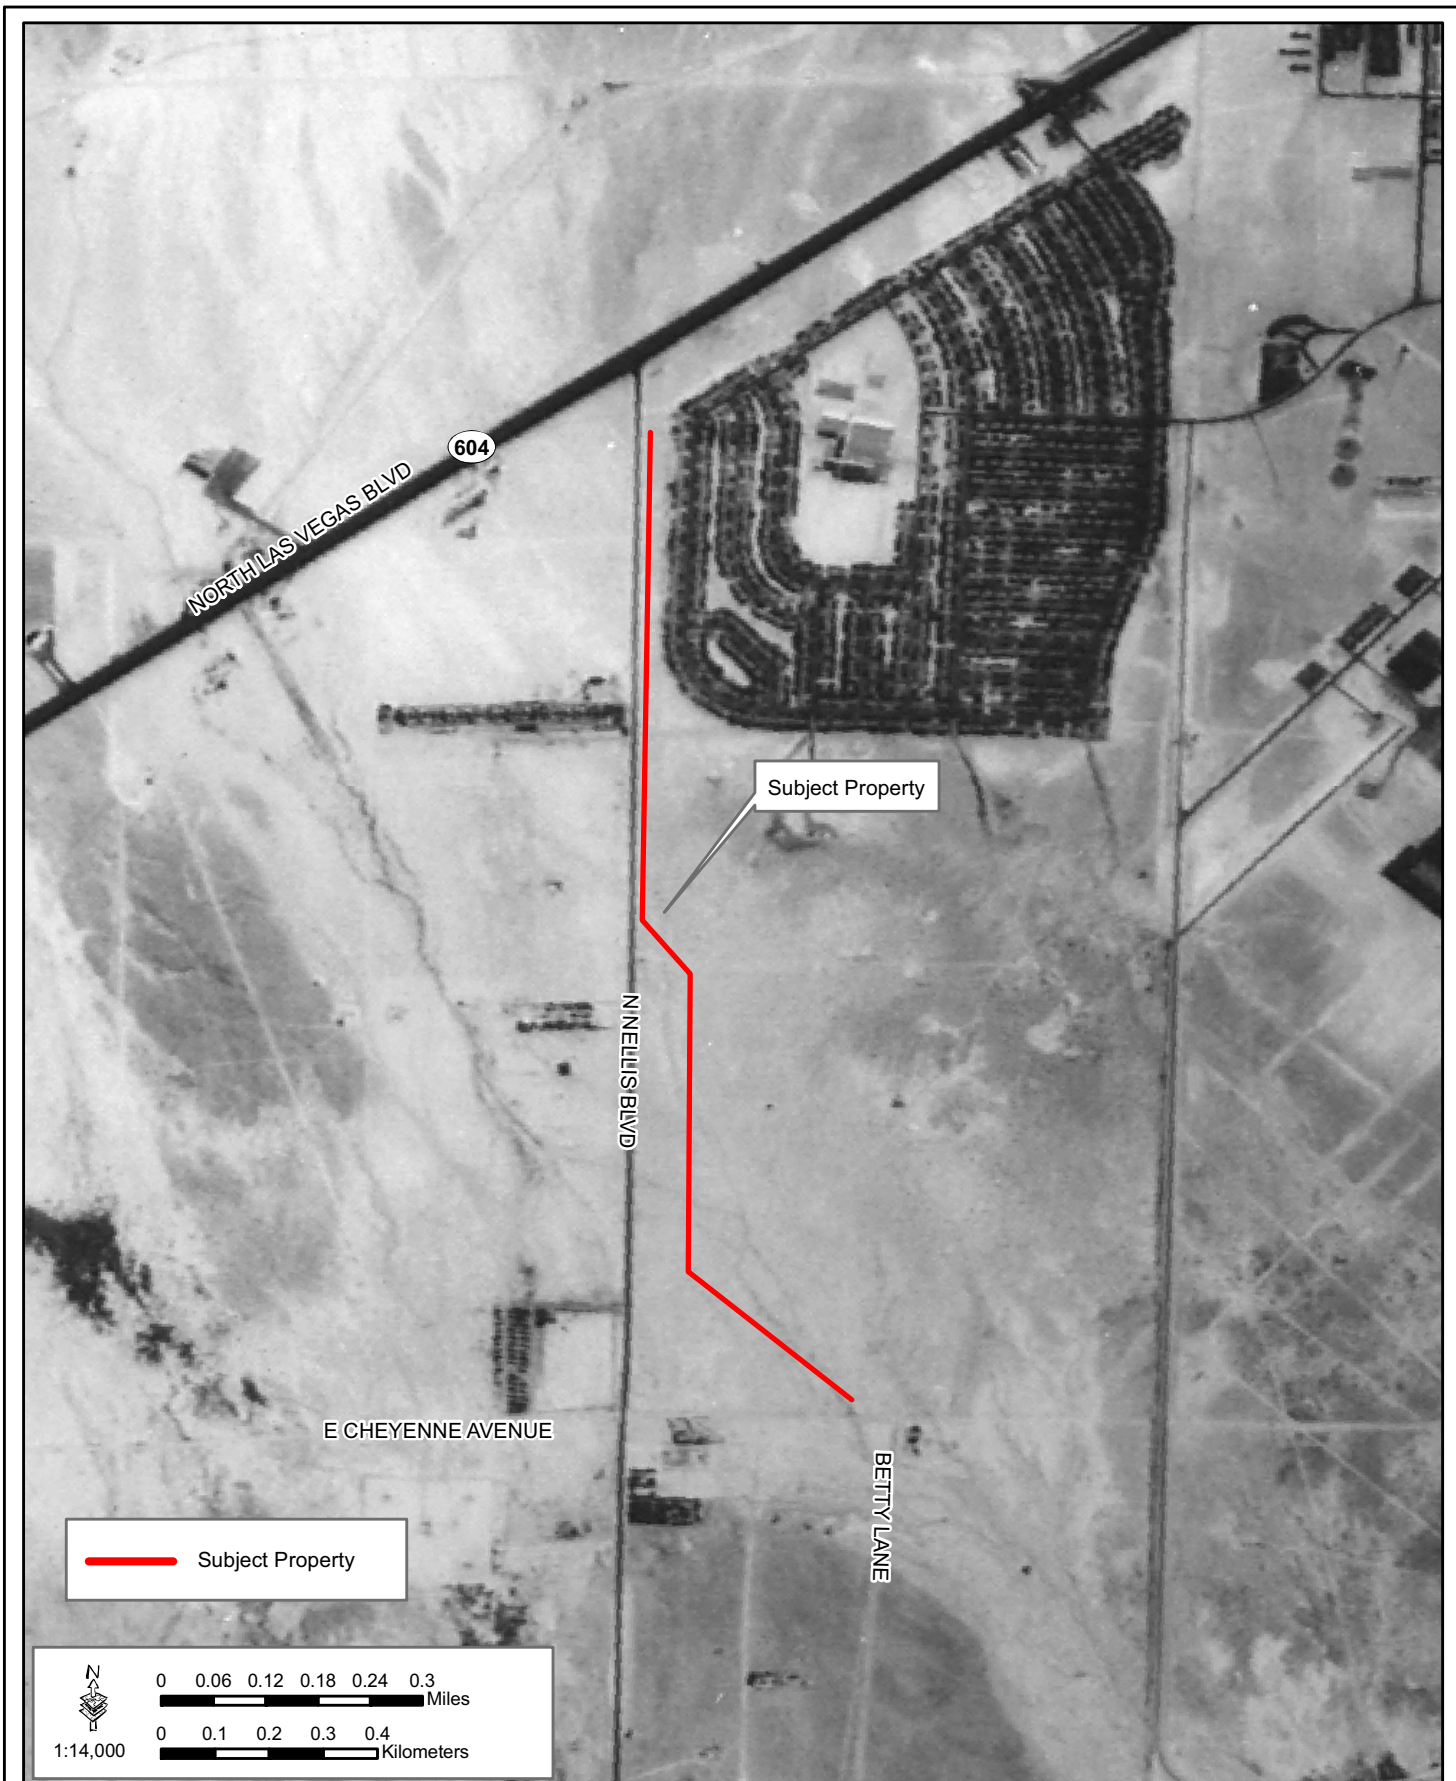 604
NORTH LAS VEGAS BLVD
Subject Property
N NELLIS BLVD
E CHEYENNE AVENUE
BETTY LANE
Subject Property
N
1:14,000
0 0.06 0.12 0.18 0.24 0.3
Miles
0 0.1 0.2 0.3 0.4
Kilometers